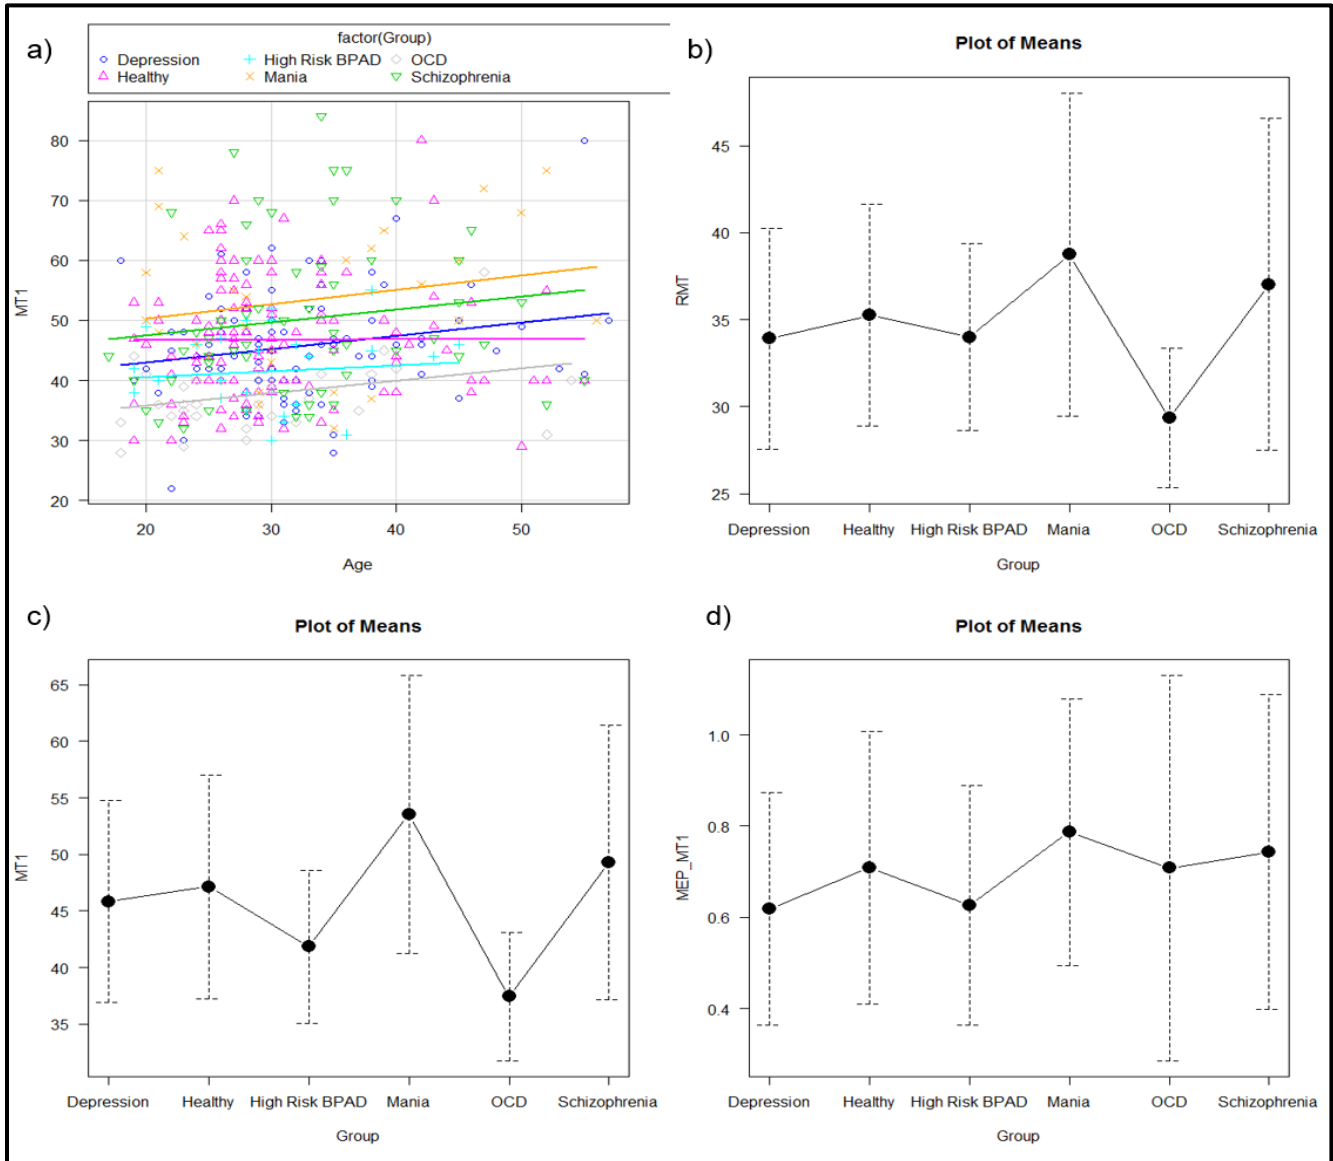 a)
factor(Group)
Depression High Risk BPAD OCD
Healthy Mania Schizophrenia
MT1
80
70
60
50
40
30
20
20 30 40 50
Age
b)
Plot of Means
RMT
45
40
35
30
25
Depression Healthy High Risk BPAD Mania OCD Schizophrenia
Group
c)
Plot of Means
MT1
65
60
55
50
45
40
35
Depression Healthy High Risk BPAD Mania OCD Schizophrenia
Group
d)
Plot of Means
MEP_MT1
1.0
0.8
0.6
0.4
Depression Healthy High Risk BPAD Mania OCD Schizophrenia
Group